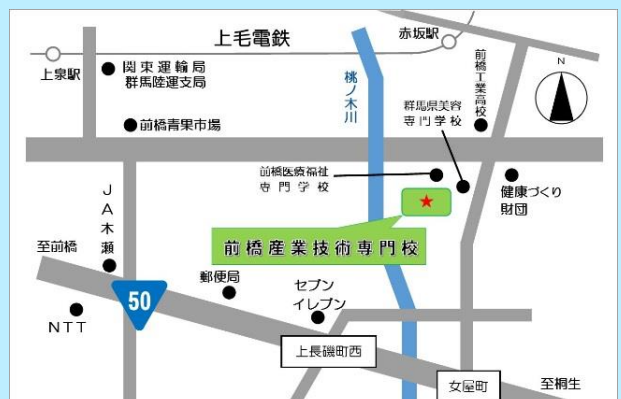 上毛電鉄
赤坂駅
上泉駅
関東運輸局
群馬陸運支局
前橋青果市場
桃ノ木川
群馬県美容
専門学校
前橋工業高校
N
前橋医療福祉
専門学校
健康づくり
財団
★
前橋産業技術専門校
JA木瀬
至前橋
50
郵便局
セブン
イレブン
NTT
上長磯町西
女屋町
至桐生